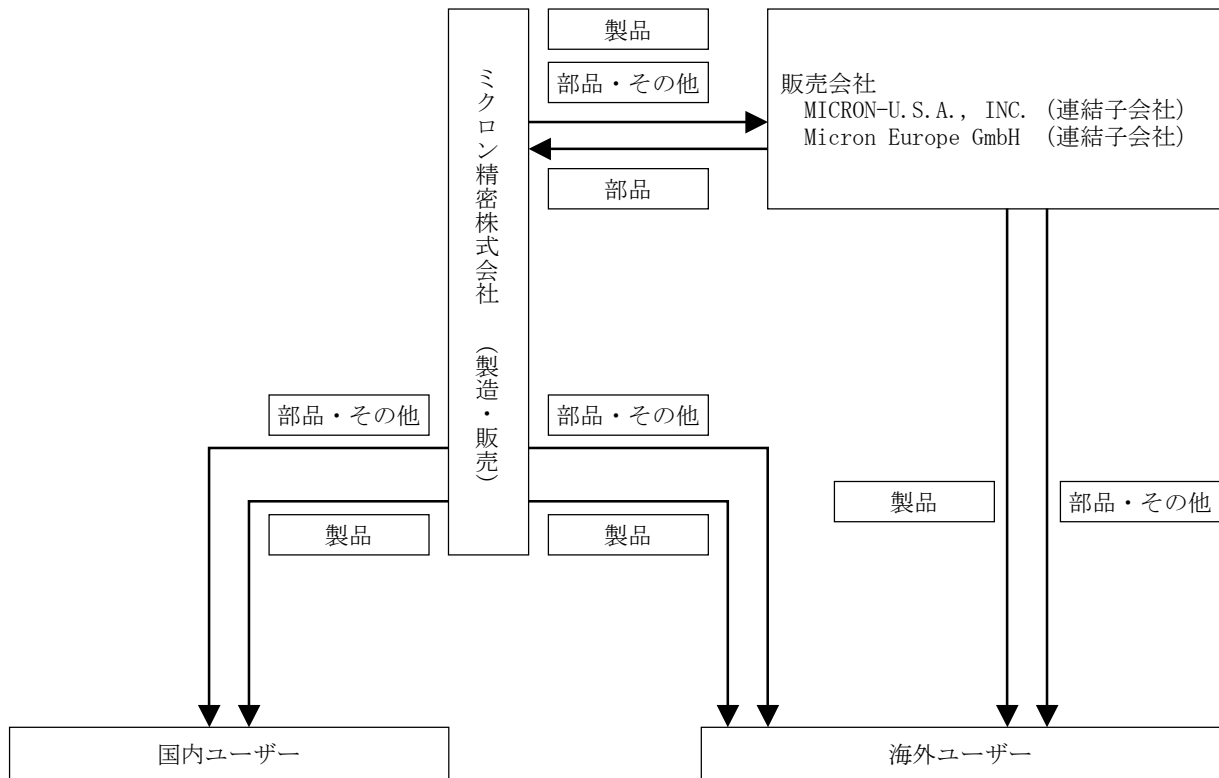 製品
部品・その他
部品
ミクロン精密株式会社 （製造・販売）
販売会社
MICRON-U.S.A., INC. (連結子会社)
Micron Europe GmbH (連結子会社)
部品・その他
部品・その他
製品
製品
製品
部品・その他
国内ユーザー
海外ユーザー